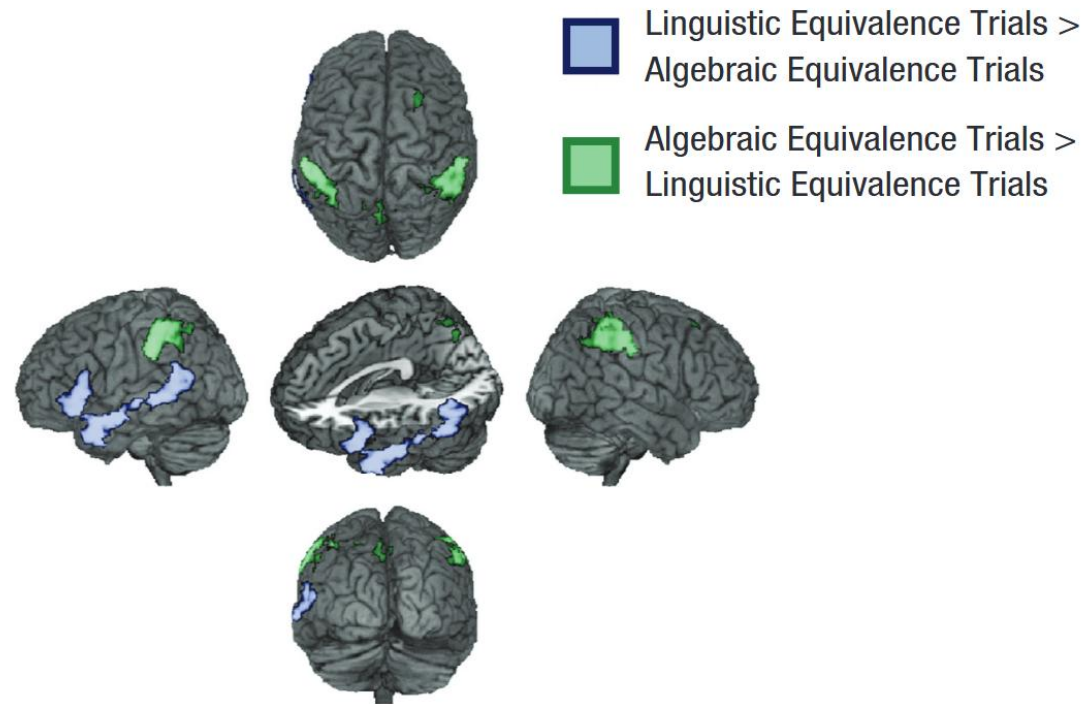 Linguistic Equivalence Trials >
Algebraic Equivalence Trials
Algebraic Equivalence Trials >
Linguistic Equivalence Trials